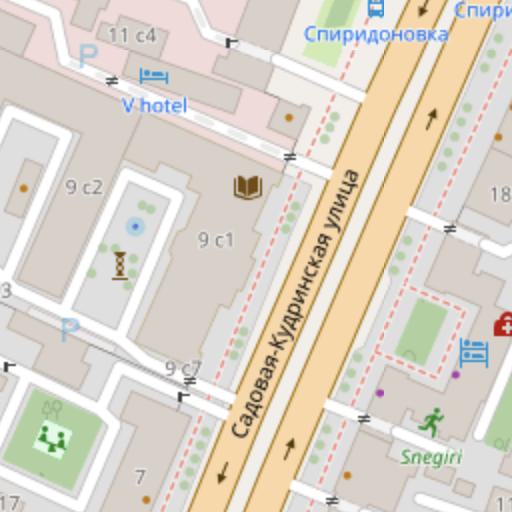 Спири
Спиридоновка
11 с4
P
V hotel
9 с2
18
9 с1
Садовая-Кудринская улица
3
P
9 с7
Snegiri
7
17
11